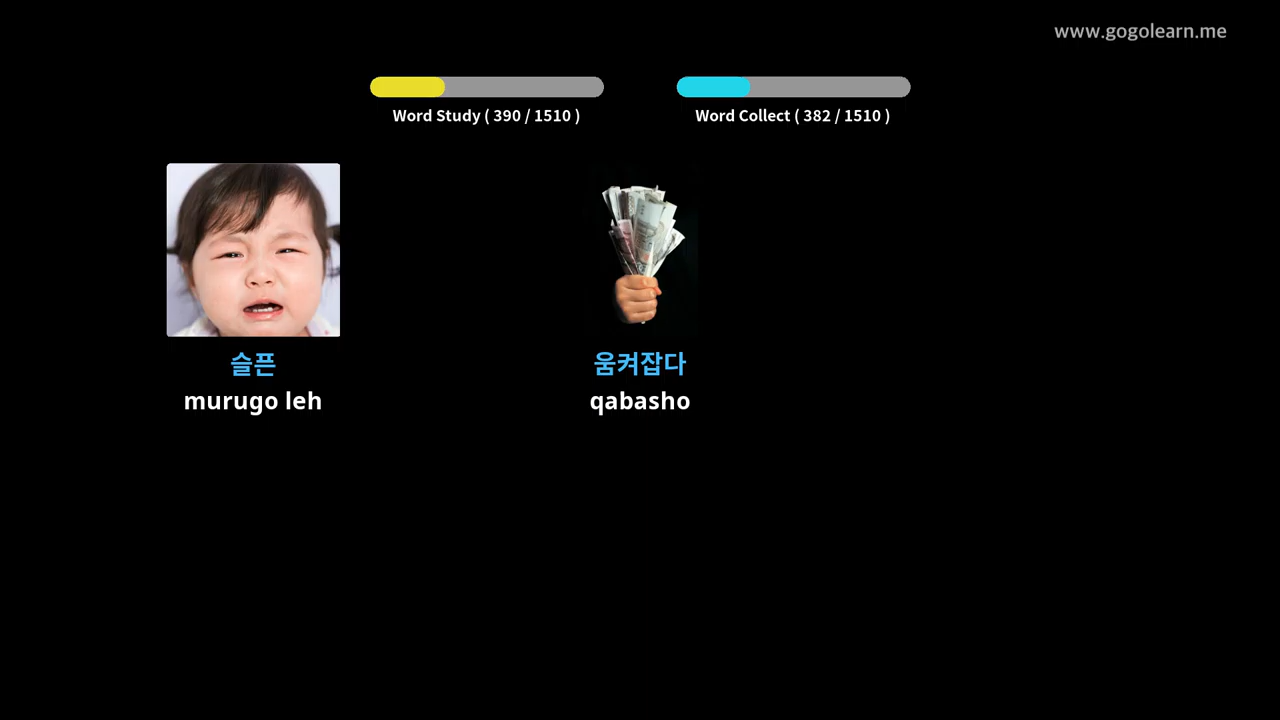 www.gogolearn.me
Word Study ( 390 / 1510 )
Word Collect ( 382 / 1510 )
슬픈
murugo leh
움켜잡다
qabasho